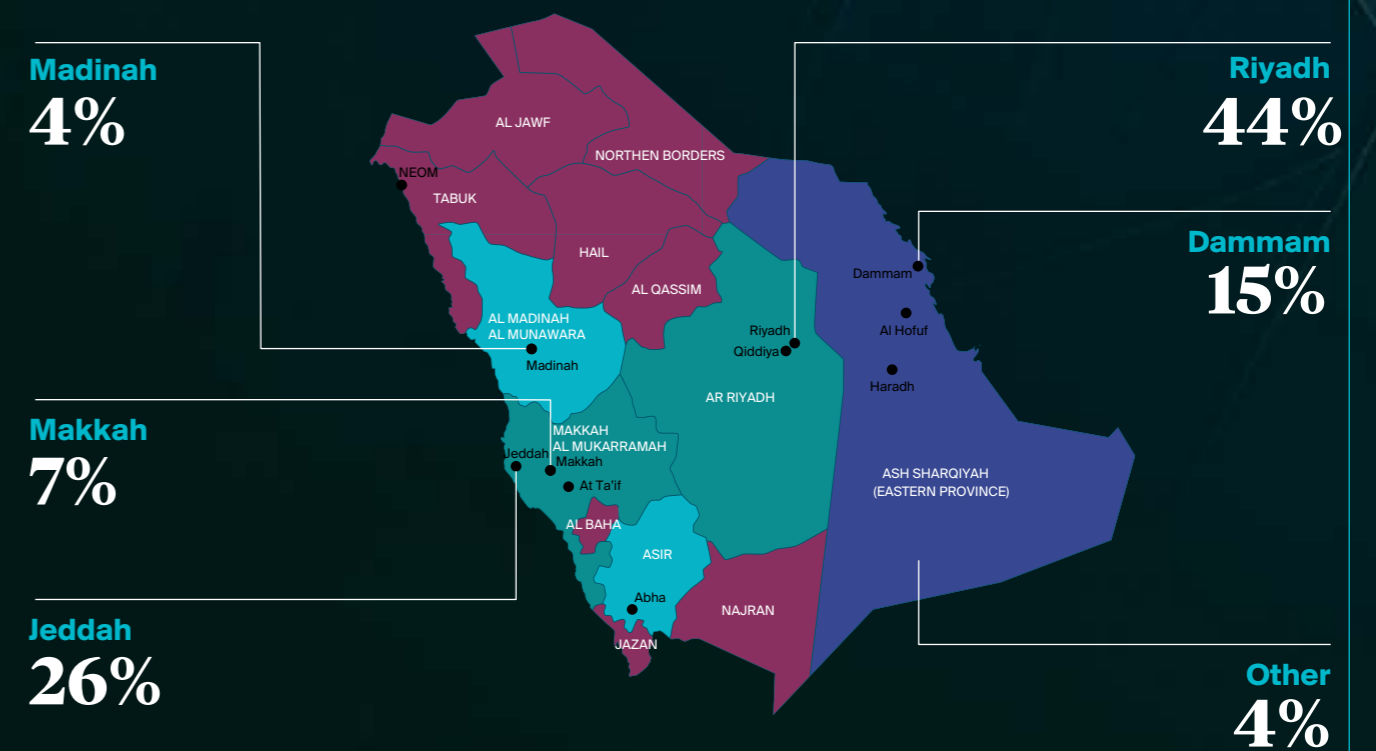 Madinah
4%
Makkah
7%
Jeddah
26%
Riyadh
44%
Dammam
15%
Other
4%
AL JAWF
NORTHEN BORDERS
NEOM
TABUK
HAIL
AL QASSIM
AL MADINAH
AL MUNAWARA
Madinah
Dammam
Al Hofuf
Haradh
Riyadh
Qiddiya
AR RIYADH
MAKKAH
AL MUKARRAMAH
Jeddah
Makkah
At Ta'if
ASH SHARQIYAH
(EASTERN PROVINCE)
AL BAHA
ASIR
Abha
NAJRAN
JAZAN